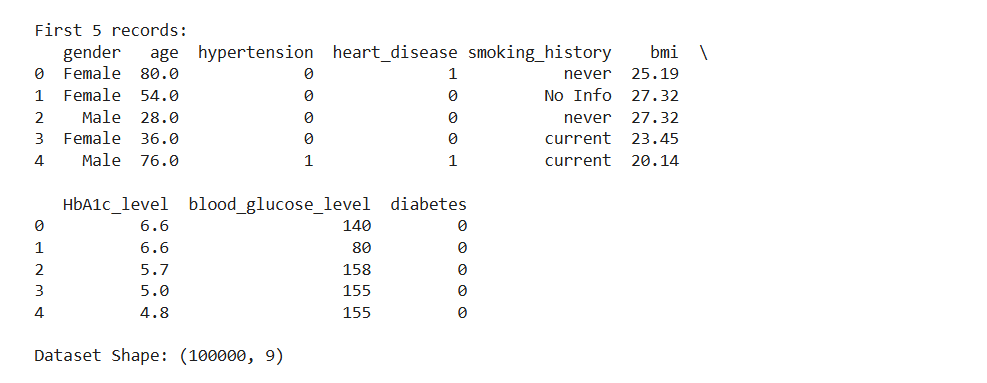 First 5 records:
   gender   age  hypertension  heart_disease smoking_history    bmi  \
0  Female  80.0             0              1           never  25.19
1  Female  54.0             0              0         No Info  27.32
2    Male  28.0             0              0           never  27.32
3  Female  36.0             0              0         current  23.45
4    Male  76.0             1              1         current  20.14
   HbA1c_level  blood_glucose_level  diabetes
0          6.6                  140         0
1          6.6                   80         0
2          5.7                  158         0
3          5.0                  155         0
4          4.8                  155         0
Dataset Shape: (100000, 9)